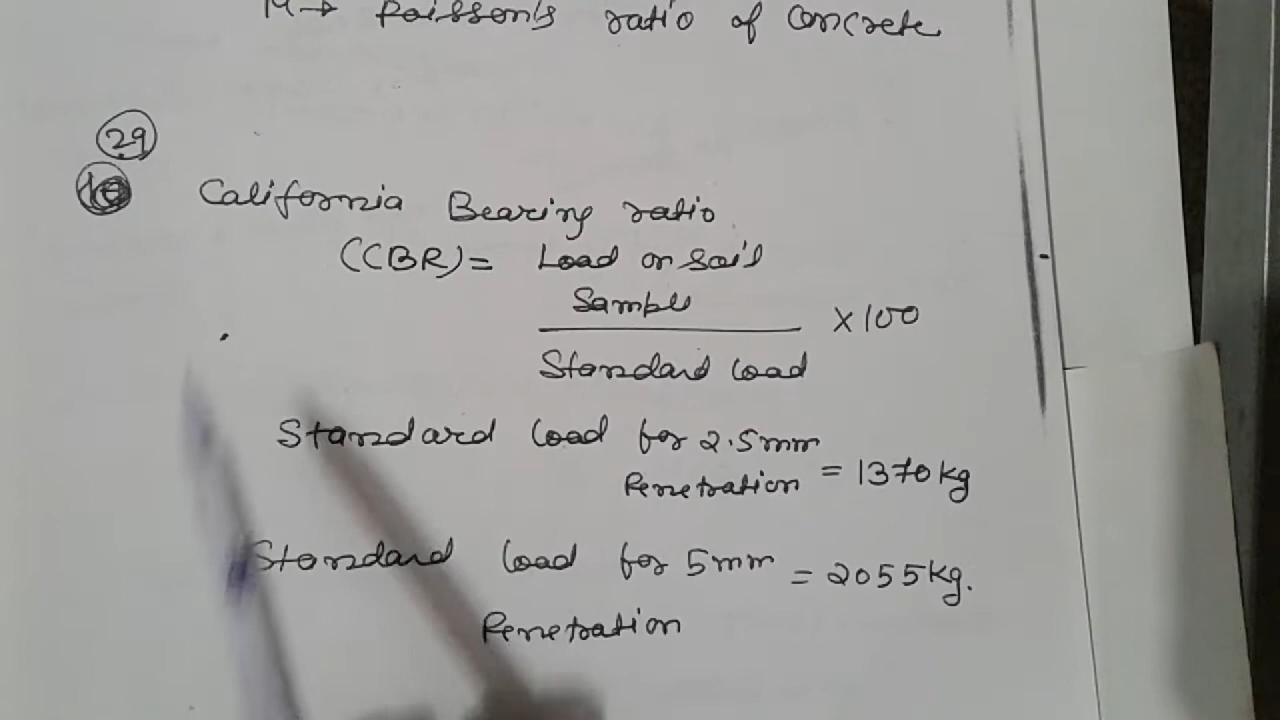 μ → Poisson's ratio of concrete
29
California Bearing ratio
(CBR) = Load on soil
Sample
× 100
Standard load
Standard load for 2.5mm
Penetration = 1370 kg
Standard load for 5mm = 2055 kg.
Penetration